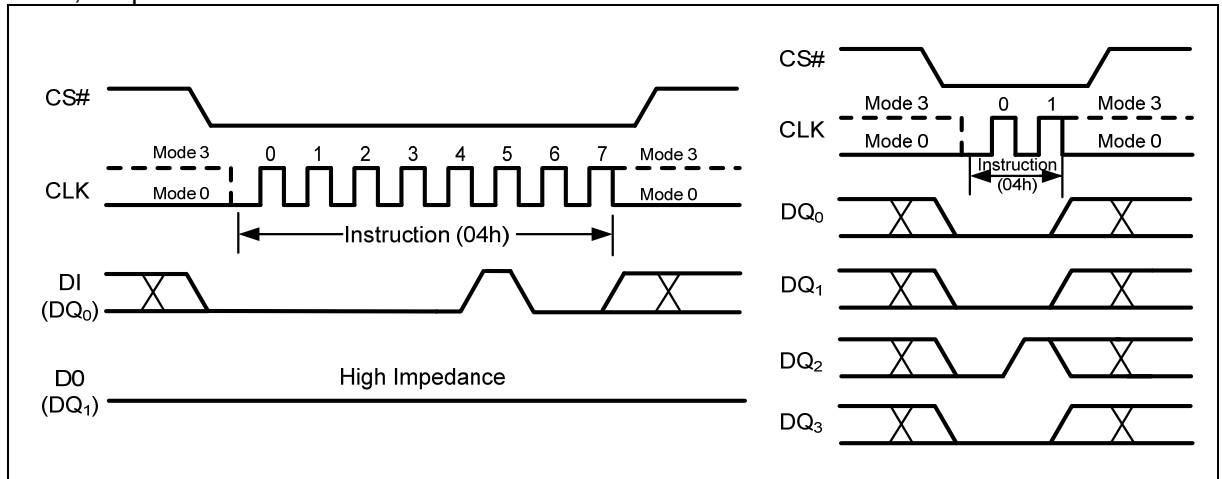 CS#
Mode 3 0 1 2 3 4 5 6 7 Mode 3
CLK
Mode 0 Mode 0
Instruction (04h)
DI
(DQ0)
D0
(DQ1)
High Impedance
CS#
Mode 3 0 1 Mode 3
CLK
Mode 0 Mode 0
Instruction
(04h)
DQ0
DQ1
DQ2
DQ3